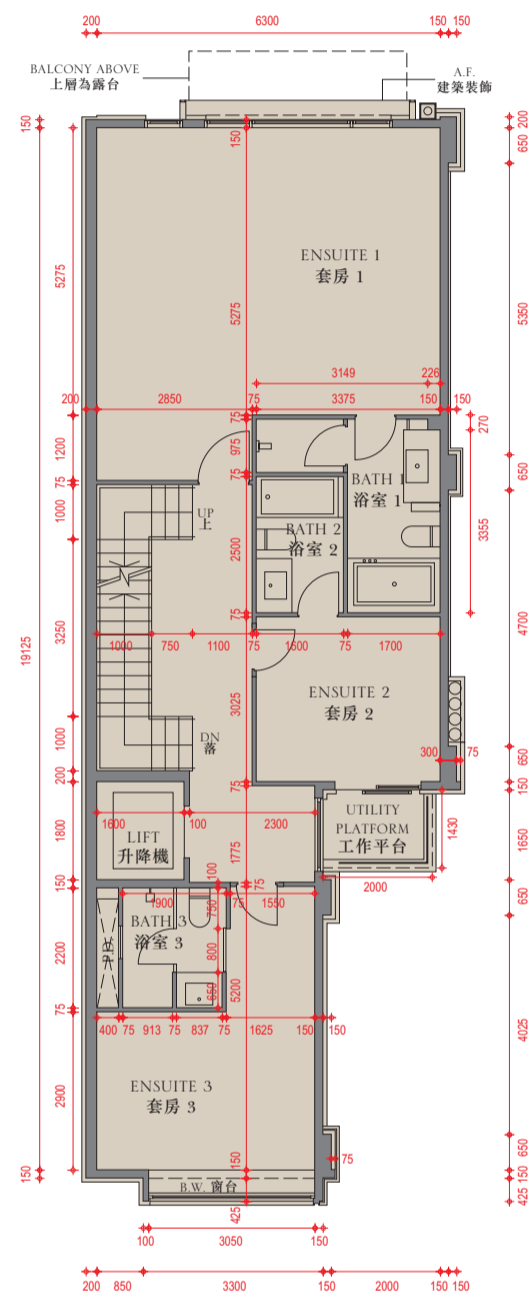 200 6300 150 150
BALCONY ABOVE
上層為露台
A.F.
建築裝飾
150 150 200
650
5275 5275 5350
ENSUITE 1
套房 1
3149 226
200 2850 75 3375 150 150
75 270
1200 975 650
75 75
BATH 1
浴室 1
1000
UP
上
BATH 2
浴室 2
2500 3355
75
19125 3250 4700
1000 750 1100 75 1600 75 1700
ENSUITE 2
套房 2
3025
DN
落
1000
300 75 650
200 75 150
1600 100 2300
UTILITY
PLATFORM
工作平台
LIFT
升降機
1800 1775 1430 1650
2000
150 100 75 650
1900 75 1550
750
BATH 3
浴室 3
P.D.
2200 800
650 5200
75
400 75 913 75 837 75 1625 150 150
4025
ENSUITE 3
套房 3
2900
650
75
150 150 150
B.W. 窗台
425 425
100 3050 150
200 850 3300 150 2000 150 150